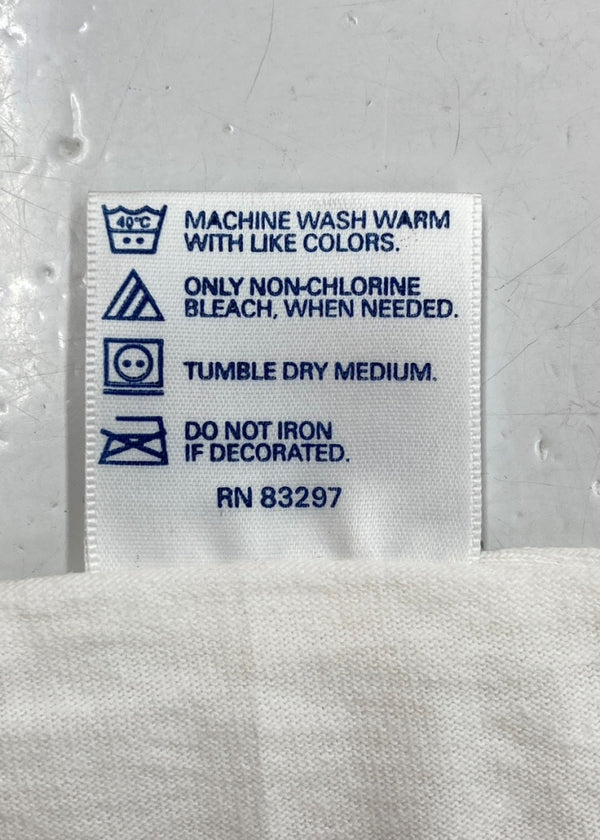 40°C
MACHINE WASH WARM
WITH LIKE COLORS.
ONLY NON-CHLORINE
BLEACH, WHEN NEEDED.
TUMBLE DRY MEDIUM.
DO NOT IRON
IF DECORATED.
RN 83297